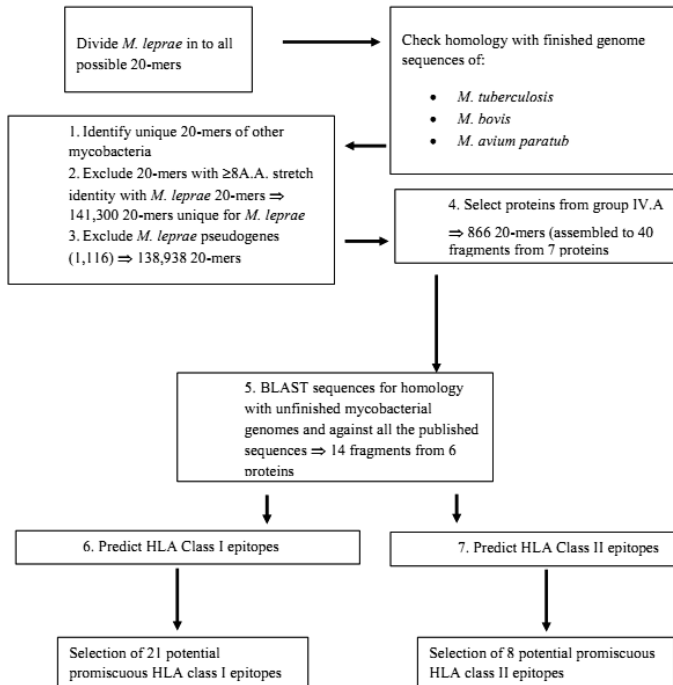 Divide M. leprae in to all
possible 20-mers
Check homology with finished genome
sequences of:
• M. tuberculosis
• M. bovis
• M. avium paratub
1. Identify unique 20-mers of other
mycobacteria
2. Exclude 20-mers with ≥8A.A. stretch
identity with M. leprae 20-mers ⇒
141,300 20-mers unique for M. leprae
3. Exclude M. leprae pseudogenes
(1,116) ⇒ 138,938 20-mers
4. Select proteins from group IV.A
⇒ 866 20-mers (assembled to 40
fragments from 7 proteins
5. BLAST sequences for homology
with unfinished mycobacterial
genomes and against all the published
sequences ⇒ 14 fragments from 6
proteins
6. Predict HLA Class I epitopes
7. Predict HLA Class II epitopes
Selection of 21 potential
promiscuous HLA class I epitopes
Selection of 8 potential promiscuous
HLA class II epitopes